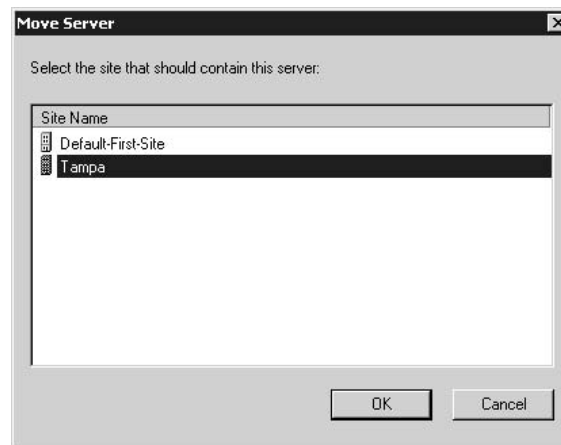 Move Server
Select the site that should contain this server:
Site Name
Default-First-Site
Tampa
OK
Cancel